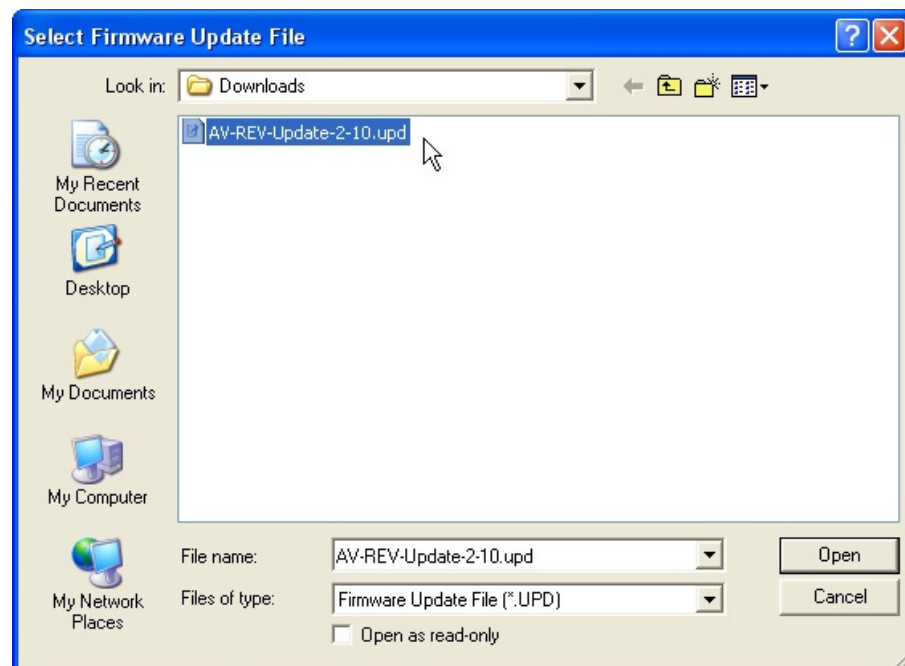 Select Firmware Update File
Look in:
Downloads
AV-REV-Update-2-10.upd
My Recent
Documents
Desktop
My Documents
My Computer
My Network
Places
File name:
AV-REV-Update-2-10.upd
Open
Files of type:
Firmware Update File (*.UPD)
Cancel
Open as read-only